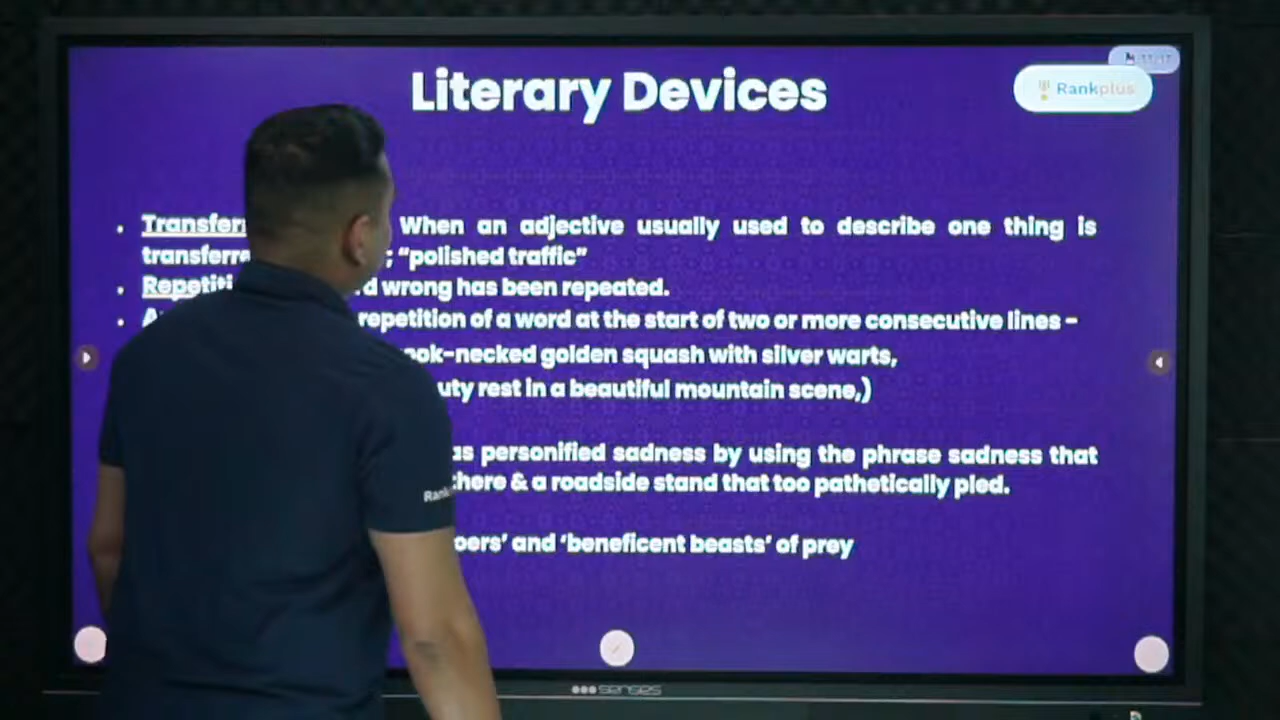 Literary Devices
Rankplus
• Transfer When an adjective usually used to describe one thing is
transferre ; “polished traffic”
• Repetiti d wrong has been repeated.
• repetition of a word at the start of two or more consecutive lines -
ok-necked golden squash with silver warts,
uty rest in a beautiful mountain scene,)
as personified sadness by using the phrase sadness that
there & a roadside stand that too pathetically pled.
oers’ and ‘beneficent beasts’ of prey
Rank
senses